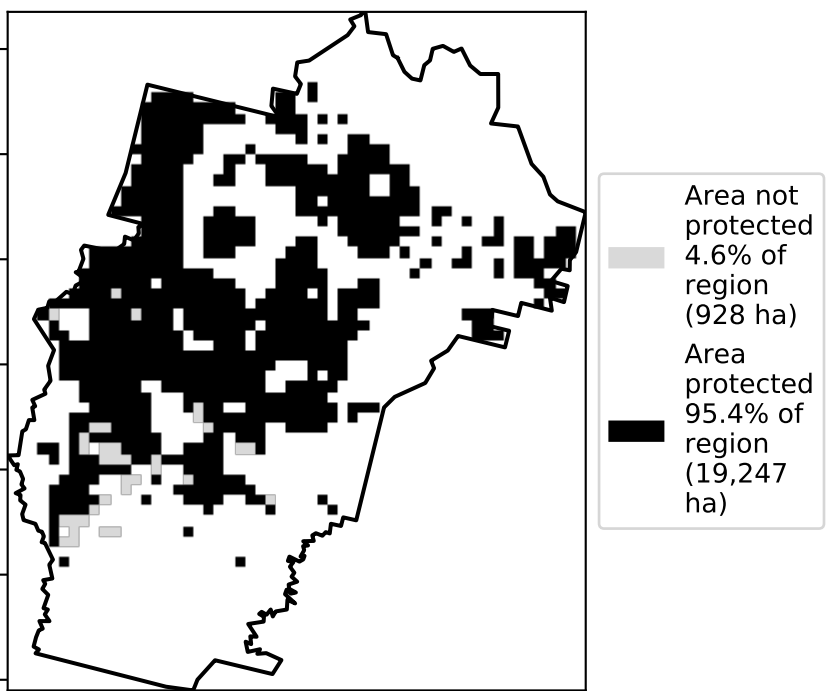 Area not
protected
4.6% of
region
(928 ha)
Area
protected
95.4% of
region
(19,247
ha)